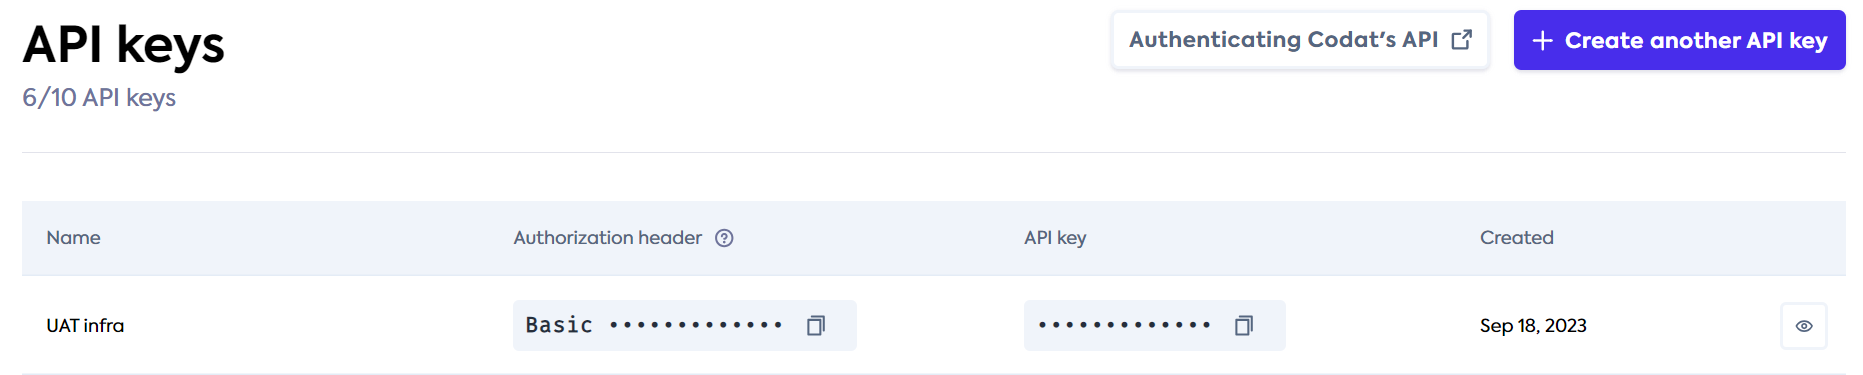 API keys
6/10 API keys
Authenticating Codat's API
Create another API key
Name
Authorization header
API key
Created
UAT infra
Basic •••••••••••••
•••••••••••••
Sep 18, 2023